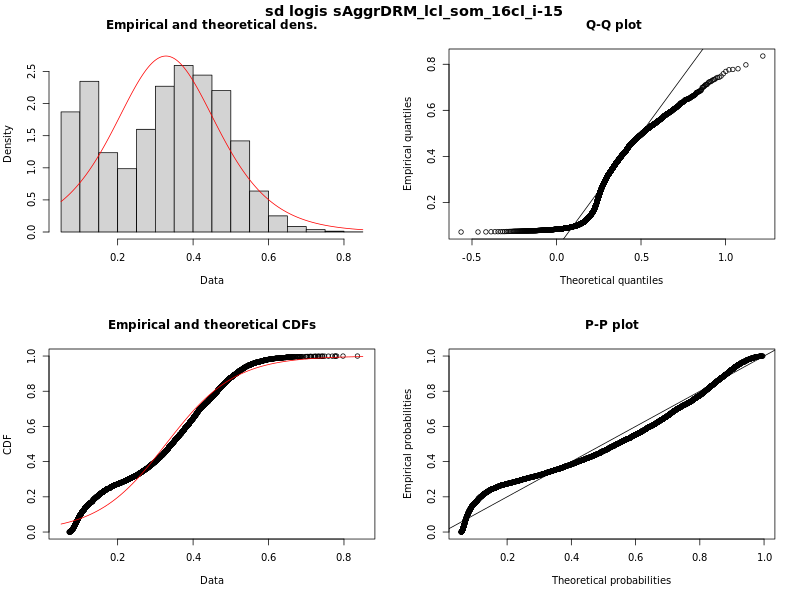 sd logis sAggrDRM_lcl_som_16cl_i-15
Empirical and theoretical dens.
Density
0.0 0.5 1.0 1.5 2.0 2.5
0.2 0.4 0.6 0.8
Data
Q-Q plot
Empirical quantiles
0.2 0.4 0.6 0.8
-0.5 0.0 0.5 1.0
Theoretical quantiles
Empirical and theoretical CDFs
CDF
0.0 0.2 0.4 0.6 0.8 1.0
0.2 0.4 0.6 0.8
Data
P-P plot
Empirical probabilities
0.0 0.2 0.4 0.6 0.8 1.0
0.2 0.4 0.6 0.8 1.0
Theoretical probabilities